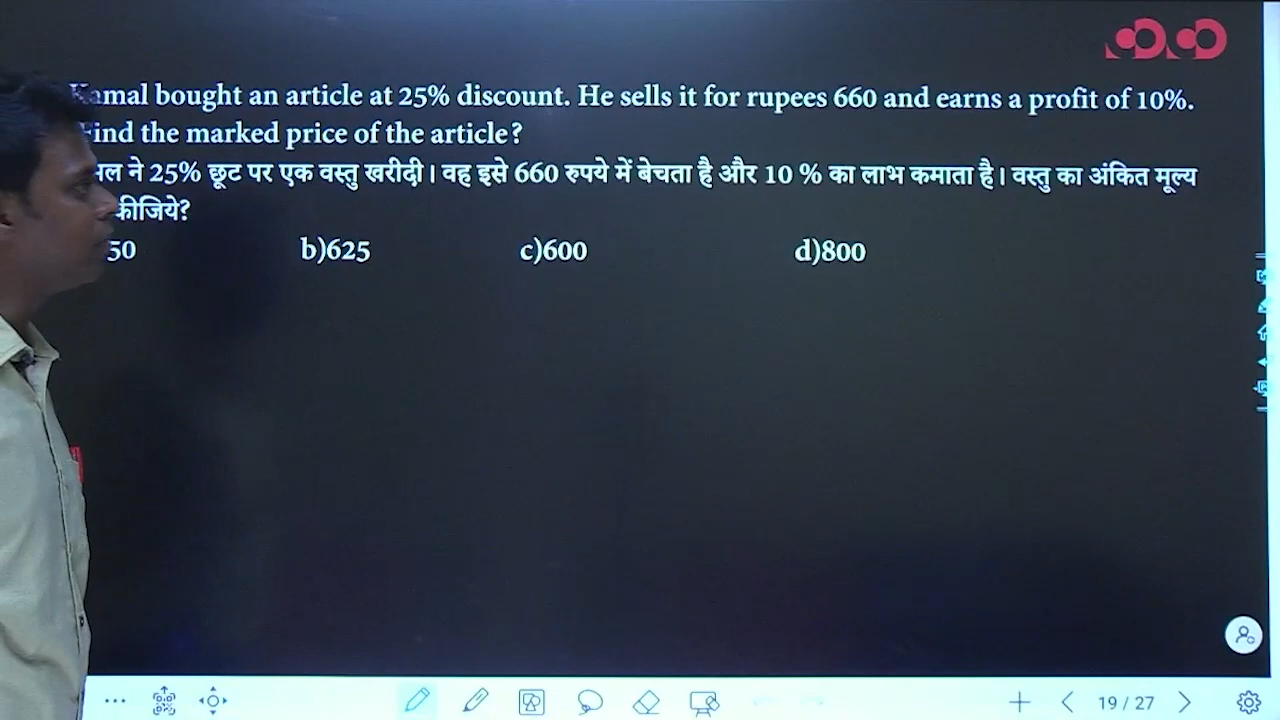 Kamal bought an article at 25% discount. He sells it for rupees 660 and earns a profit of 10%.
Find the marked price of the article?
ने 25% छूट पर एक वस्तु खरीदी। वह इसे 660 रुपये में बेचता है और 10 % का लाभ कमाता है। वस्तु का अंकित मूल्य
कीजिये?
50 b)625 c)600 d)800
19 / 27